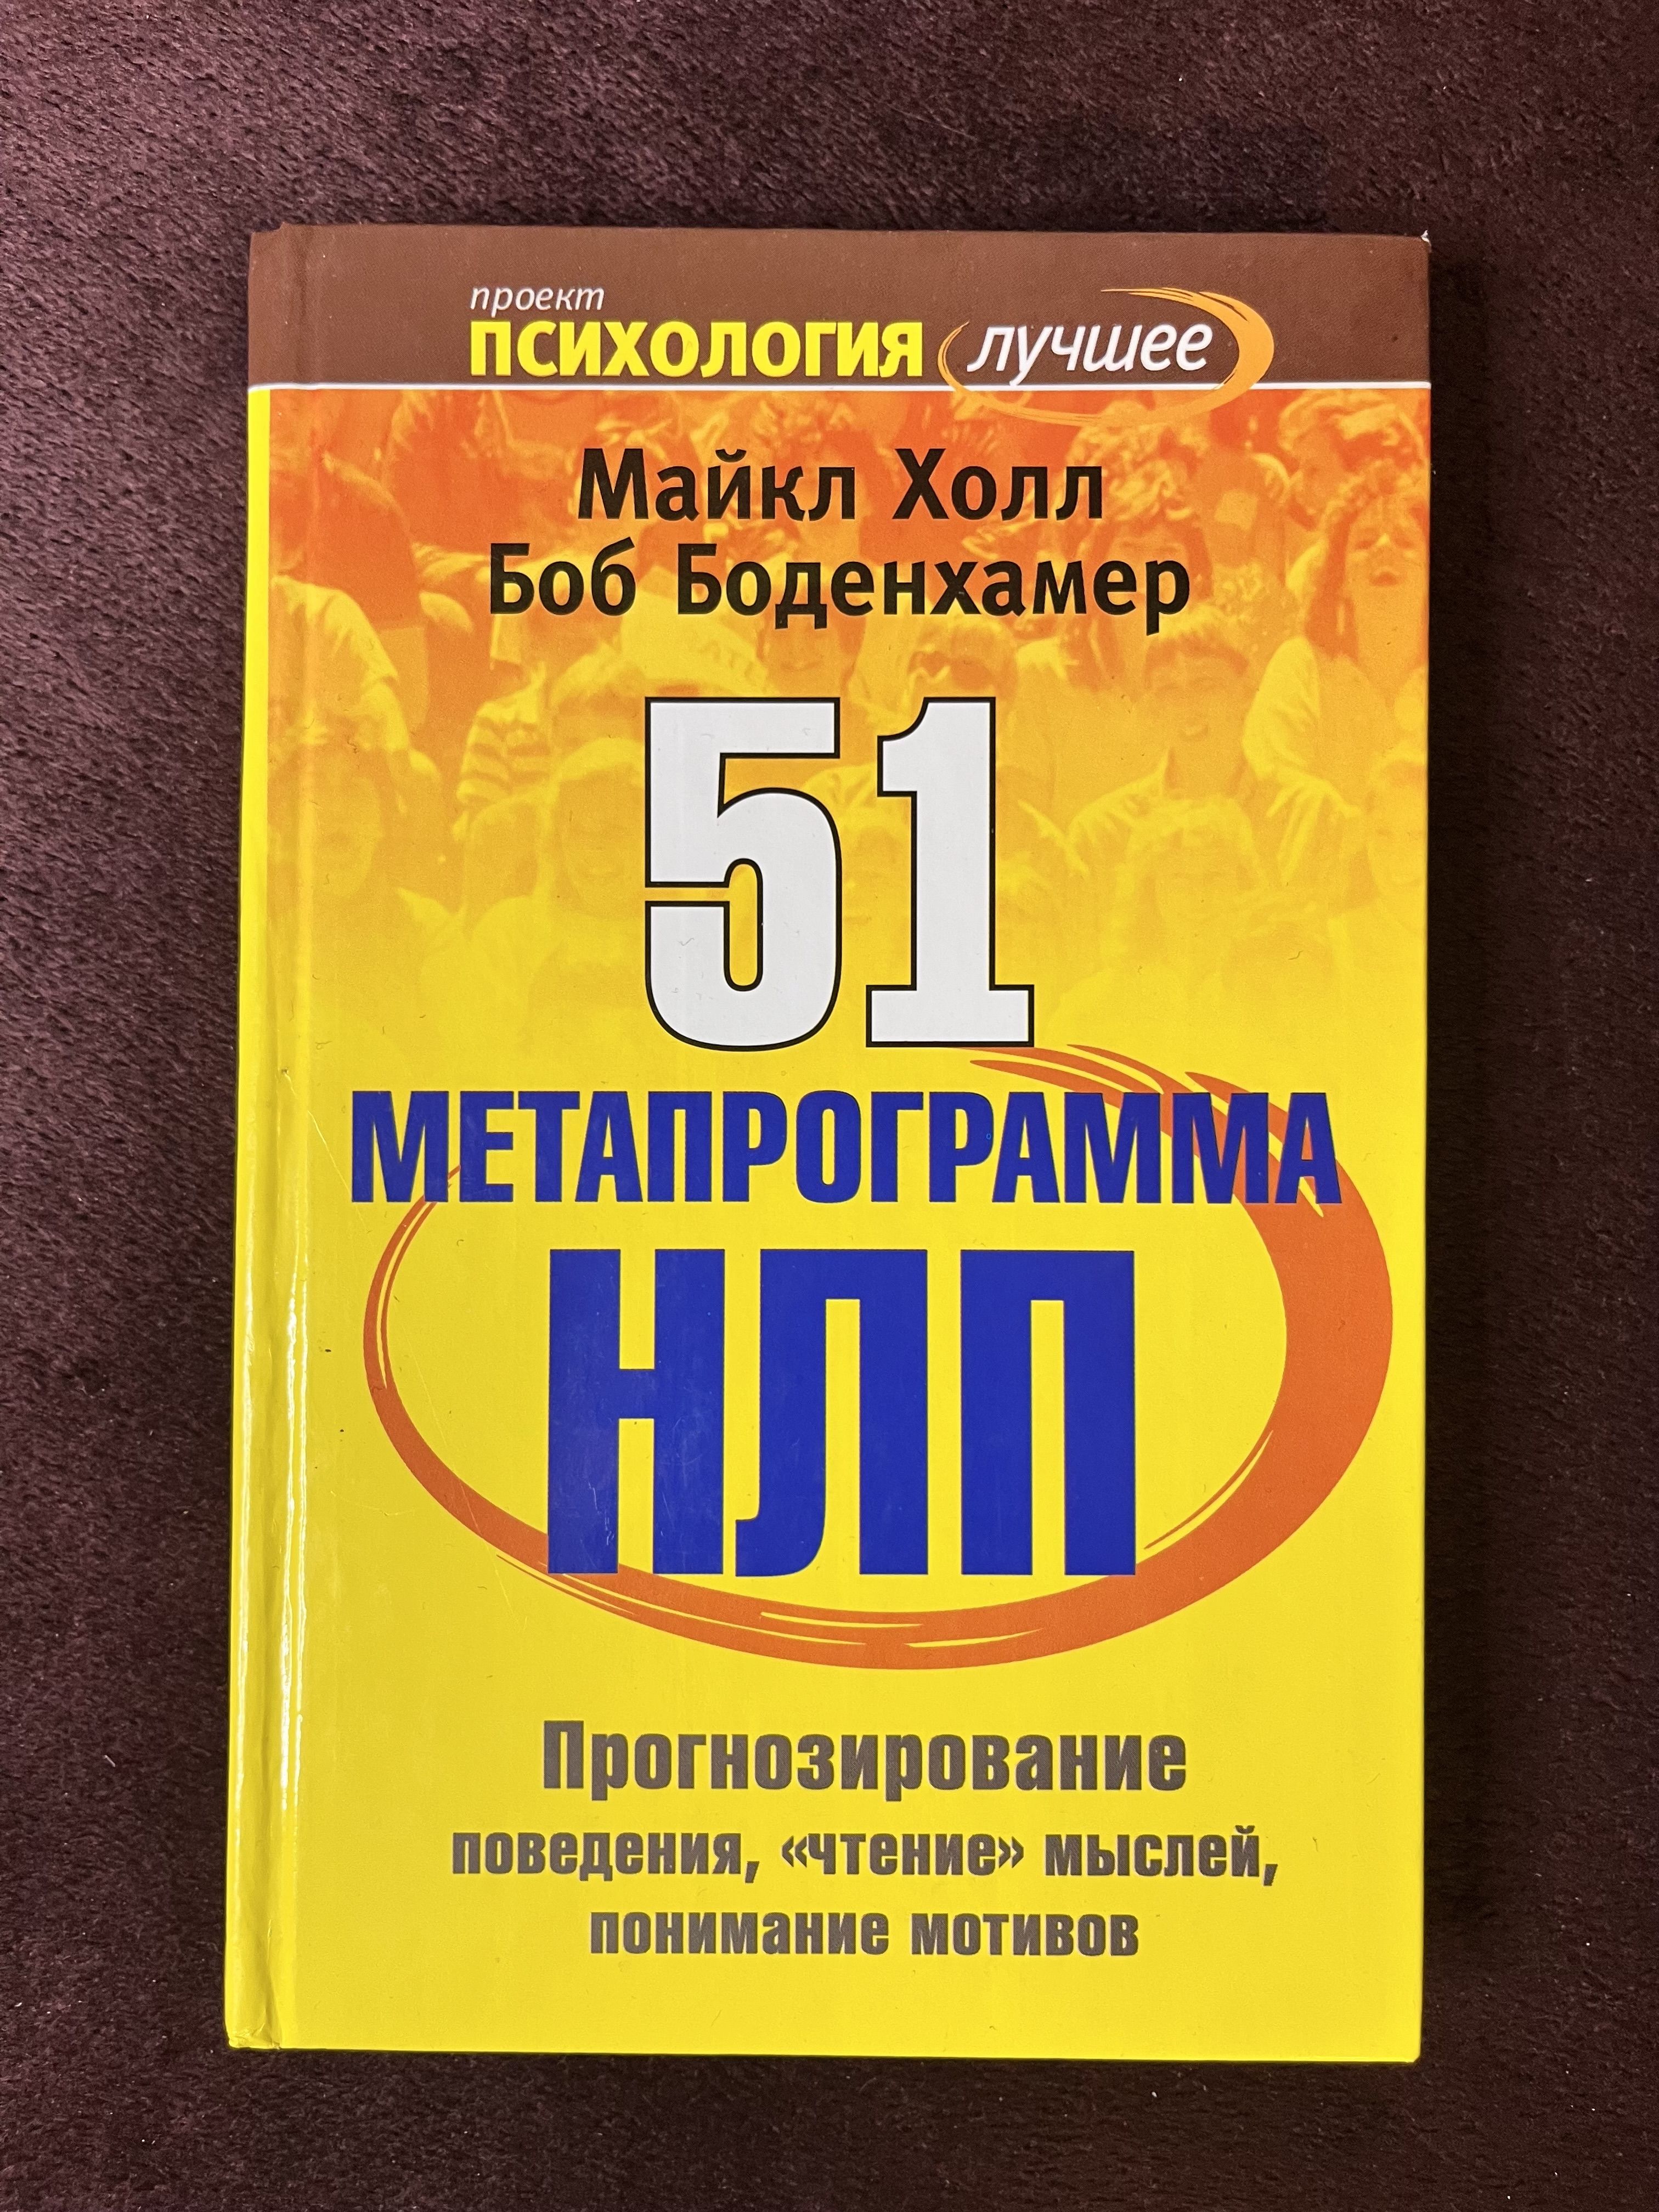 проект
ПСИХОЛОГИЯ лучшее
Майкл Холл
Боб Боденхамер
51
МЕТАПРОГРАММА
НЛП
Прогнозирование
поведения, «чтение» мыслей,
понимание мотивов